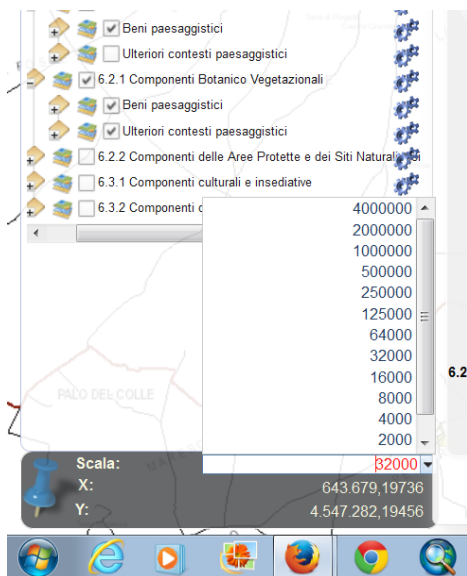 Beni paesaggistici
Ulteriori contesti paesaggistici
6.2.1 Componenti Botanico Vegetazionali
Beni paesaggistici
Ulteriori contesti paesaggistici
6.2.2 Componenti delle Aree Protette e dei Siti Naturali
6.3.1 Componenti culturali e insediative
6.3.2 Componenti
4000000
2000000
1000000
500000
250000
125000
64000
32000
16000
6.2
8000
4000
2000
PALO DEL COLLE
Scala:
32000
X:
643.679,19736
Y:
4.547.282,19456